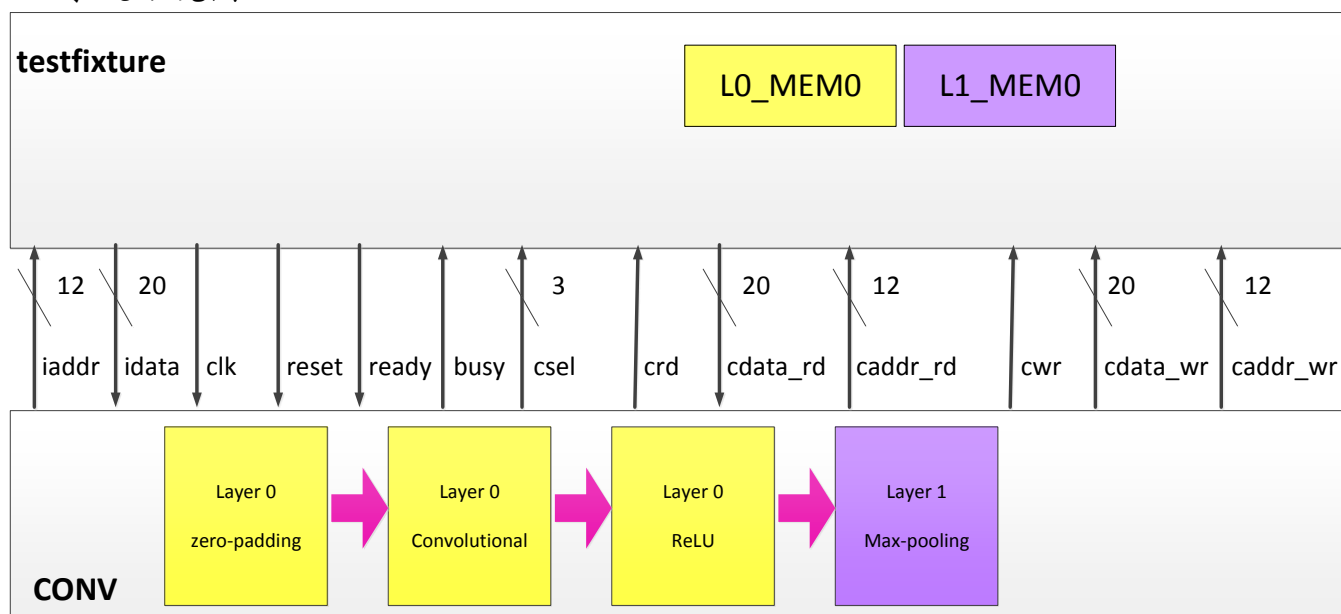 testfixture
L0_MEM0 L1_MEM0
12 20 3 20 12 20 12
iaddr idata clk reset ready busy csel crd cdata_rd caddr_rd cwr cdata_wr caddr_wr
Layer 0 Layer 0 Layer 0 Layer 1
zero-padding Convolutional ReLU Max-pooling
CONV